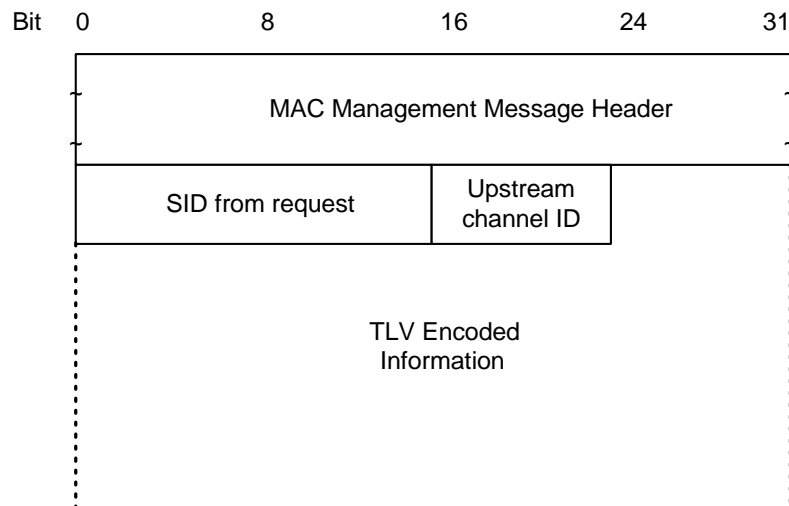 Bit 0 8 16 24 31
MAC Management Message Header
SID from request
Upstream
channel ID
TLV Encoded
Information